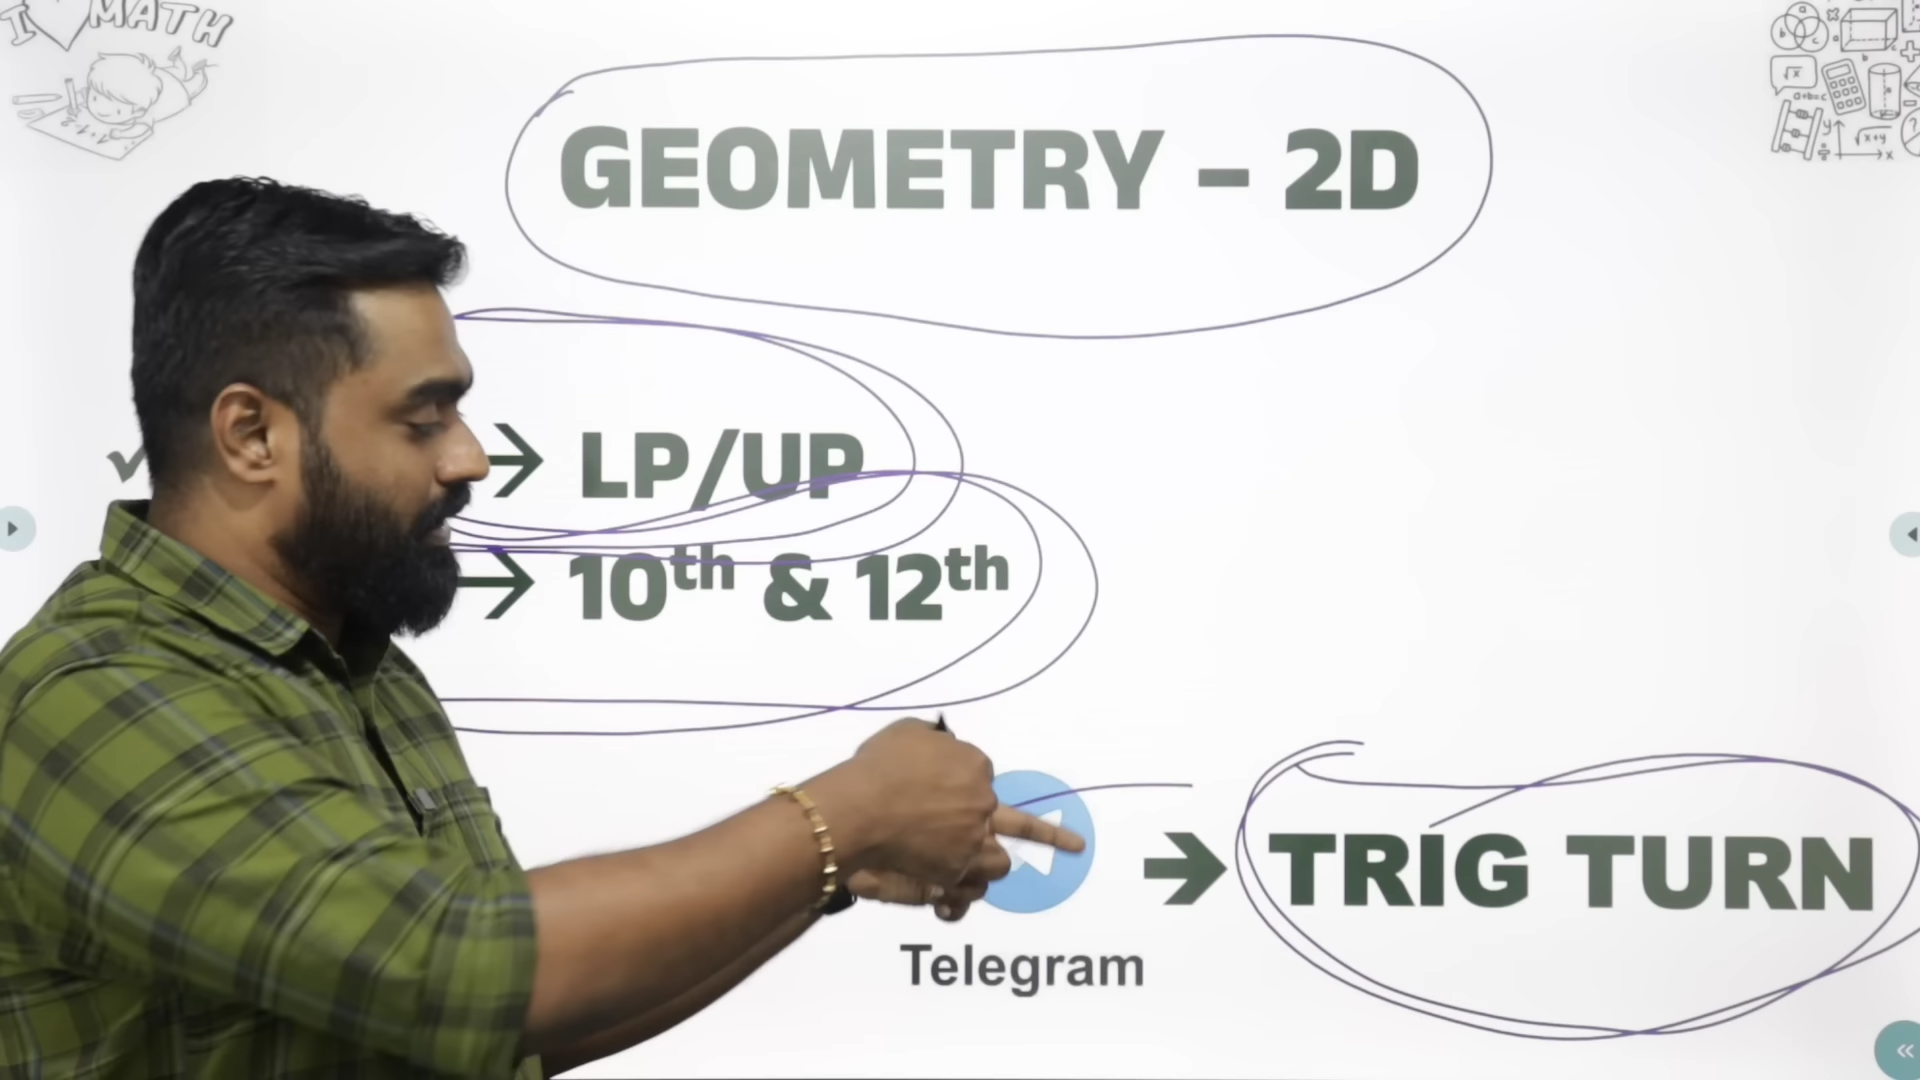 I MATH
GEOMETRY – 2D
→ LP/UP
→ 10th & 12th
→ TRIG TURN
Telegram